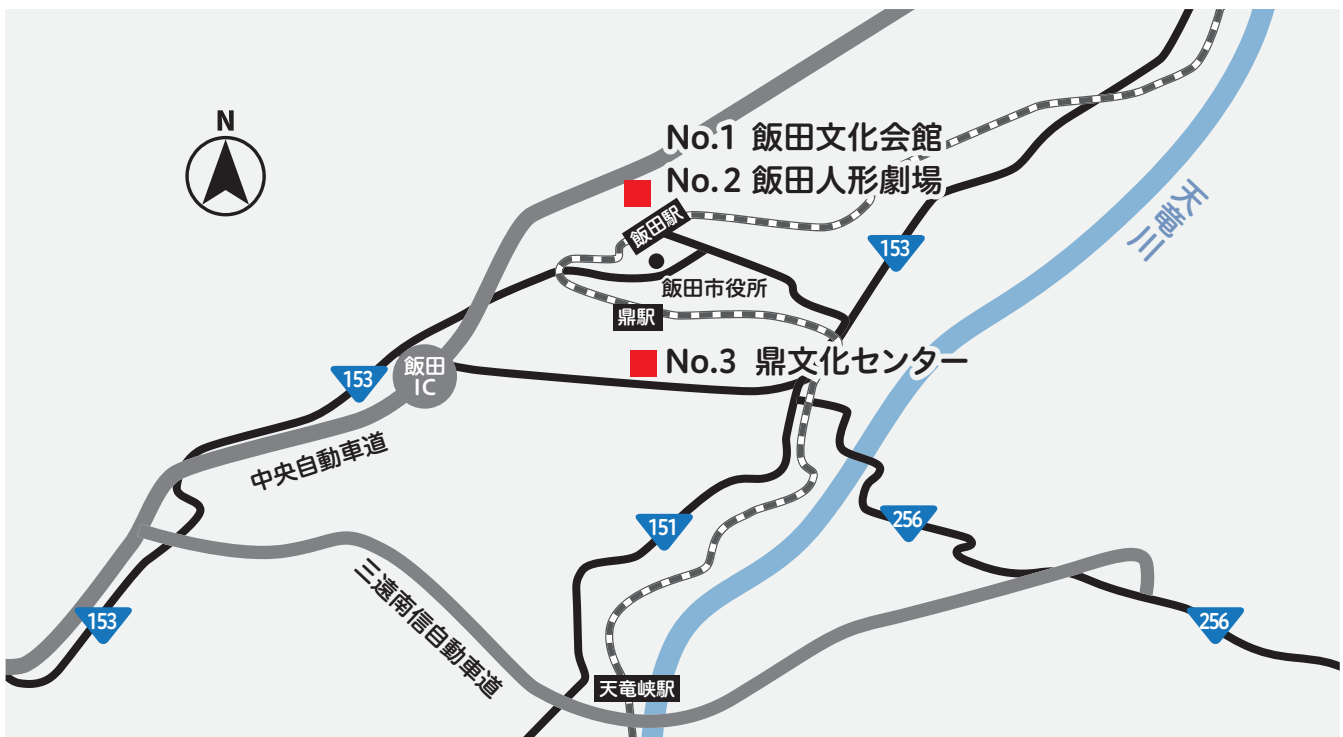 N
No.1 飯田文化会館
No.2 飯田人形劇場
天竜川
飯田駅
153
飯田市役所
鼎駅
No.3 鼎文化センター
飯田
IC
153
中央自動車道
151
256
三遠南信自動車道
153
256
天竜峡駅